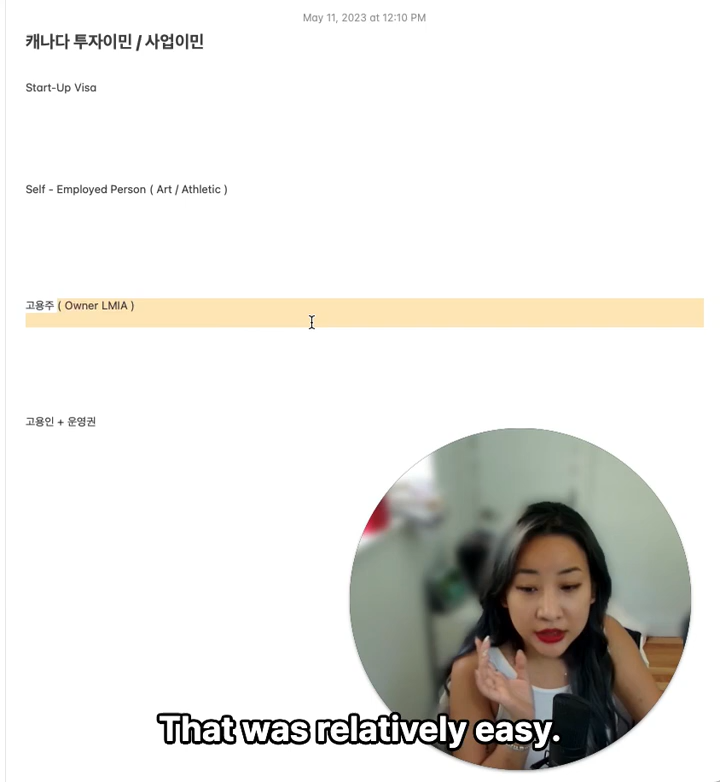 May 11, 2023 at 12:10 PM
캐나다 투자이민 / 사업이민
Start-Up Visa
Self - Employed Person ( Art / Athletic )
고용주 ( Owner LMIA )
고용인 + 운영권
That was relatively easy.